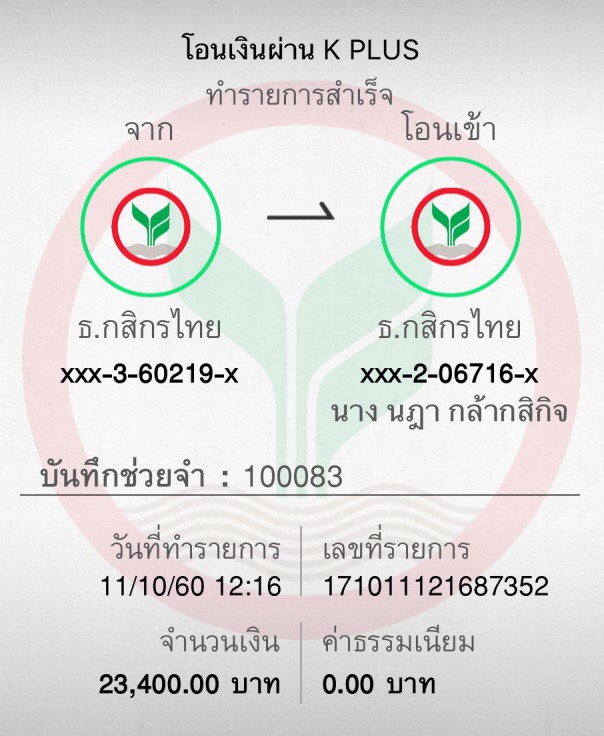 โอนเงินผ่าน K PLUS
ทำรายการสำเร็จ
จาก
โอนเข้า
ธ.กสิกรไทย
ธ.กสิกรไทย
xxx-3-60219-x
xxx-2-06716-x
นาง นฎา กล้ากสิกิจ
บันทึกช่วยจำ : 100083
วันที่ทำรายการ
เลขที่รายการ
11/10/60 12:16
171011121687352
จำนวนเงิน
ค่าธรรมเนียม
23,400.00 บาท
0.00 บาท